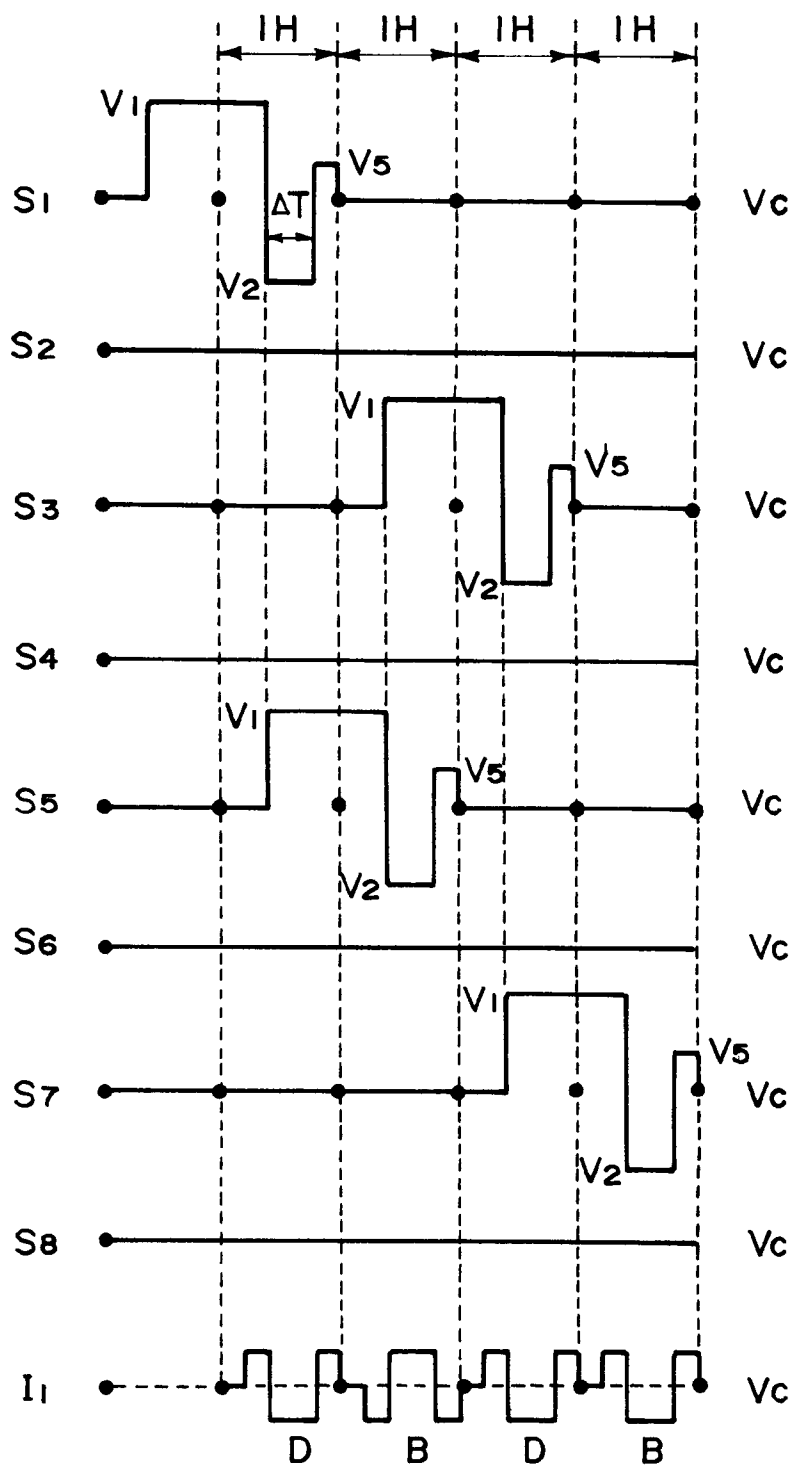 1H 1H 1H 1H
V1
V5
S1 ΔT Vc
V2
S2 Vc
V1
V5
S3 Vc
V2
S4 Vc
V1
V5
S5 Vc
V2
S6 Vc
V1
V5
S7 Vc
V2
S8 Vc
I1 Vc
D B D B